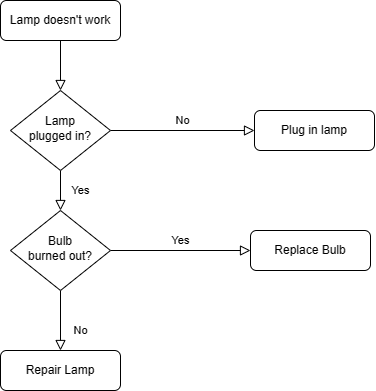 Lamp doesn't work
Lamp
plugged in?
No
Plug in lamp
Yes
Bulb
burned out?
Yes
Replace Bulb
No
Repair Lamp